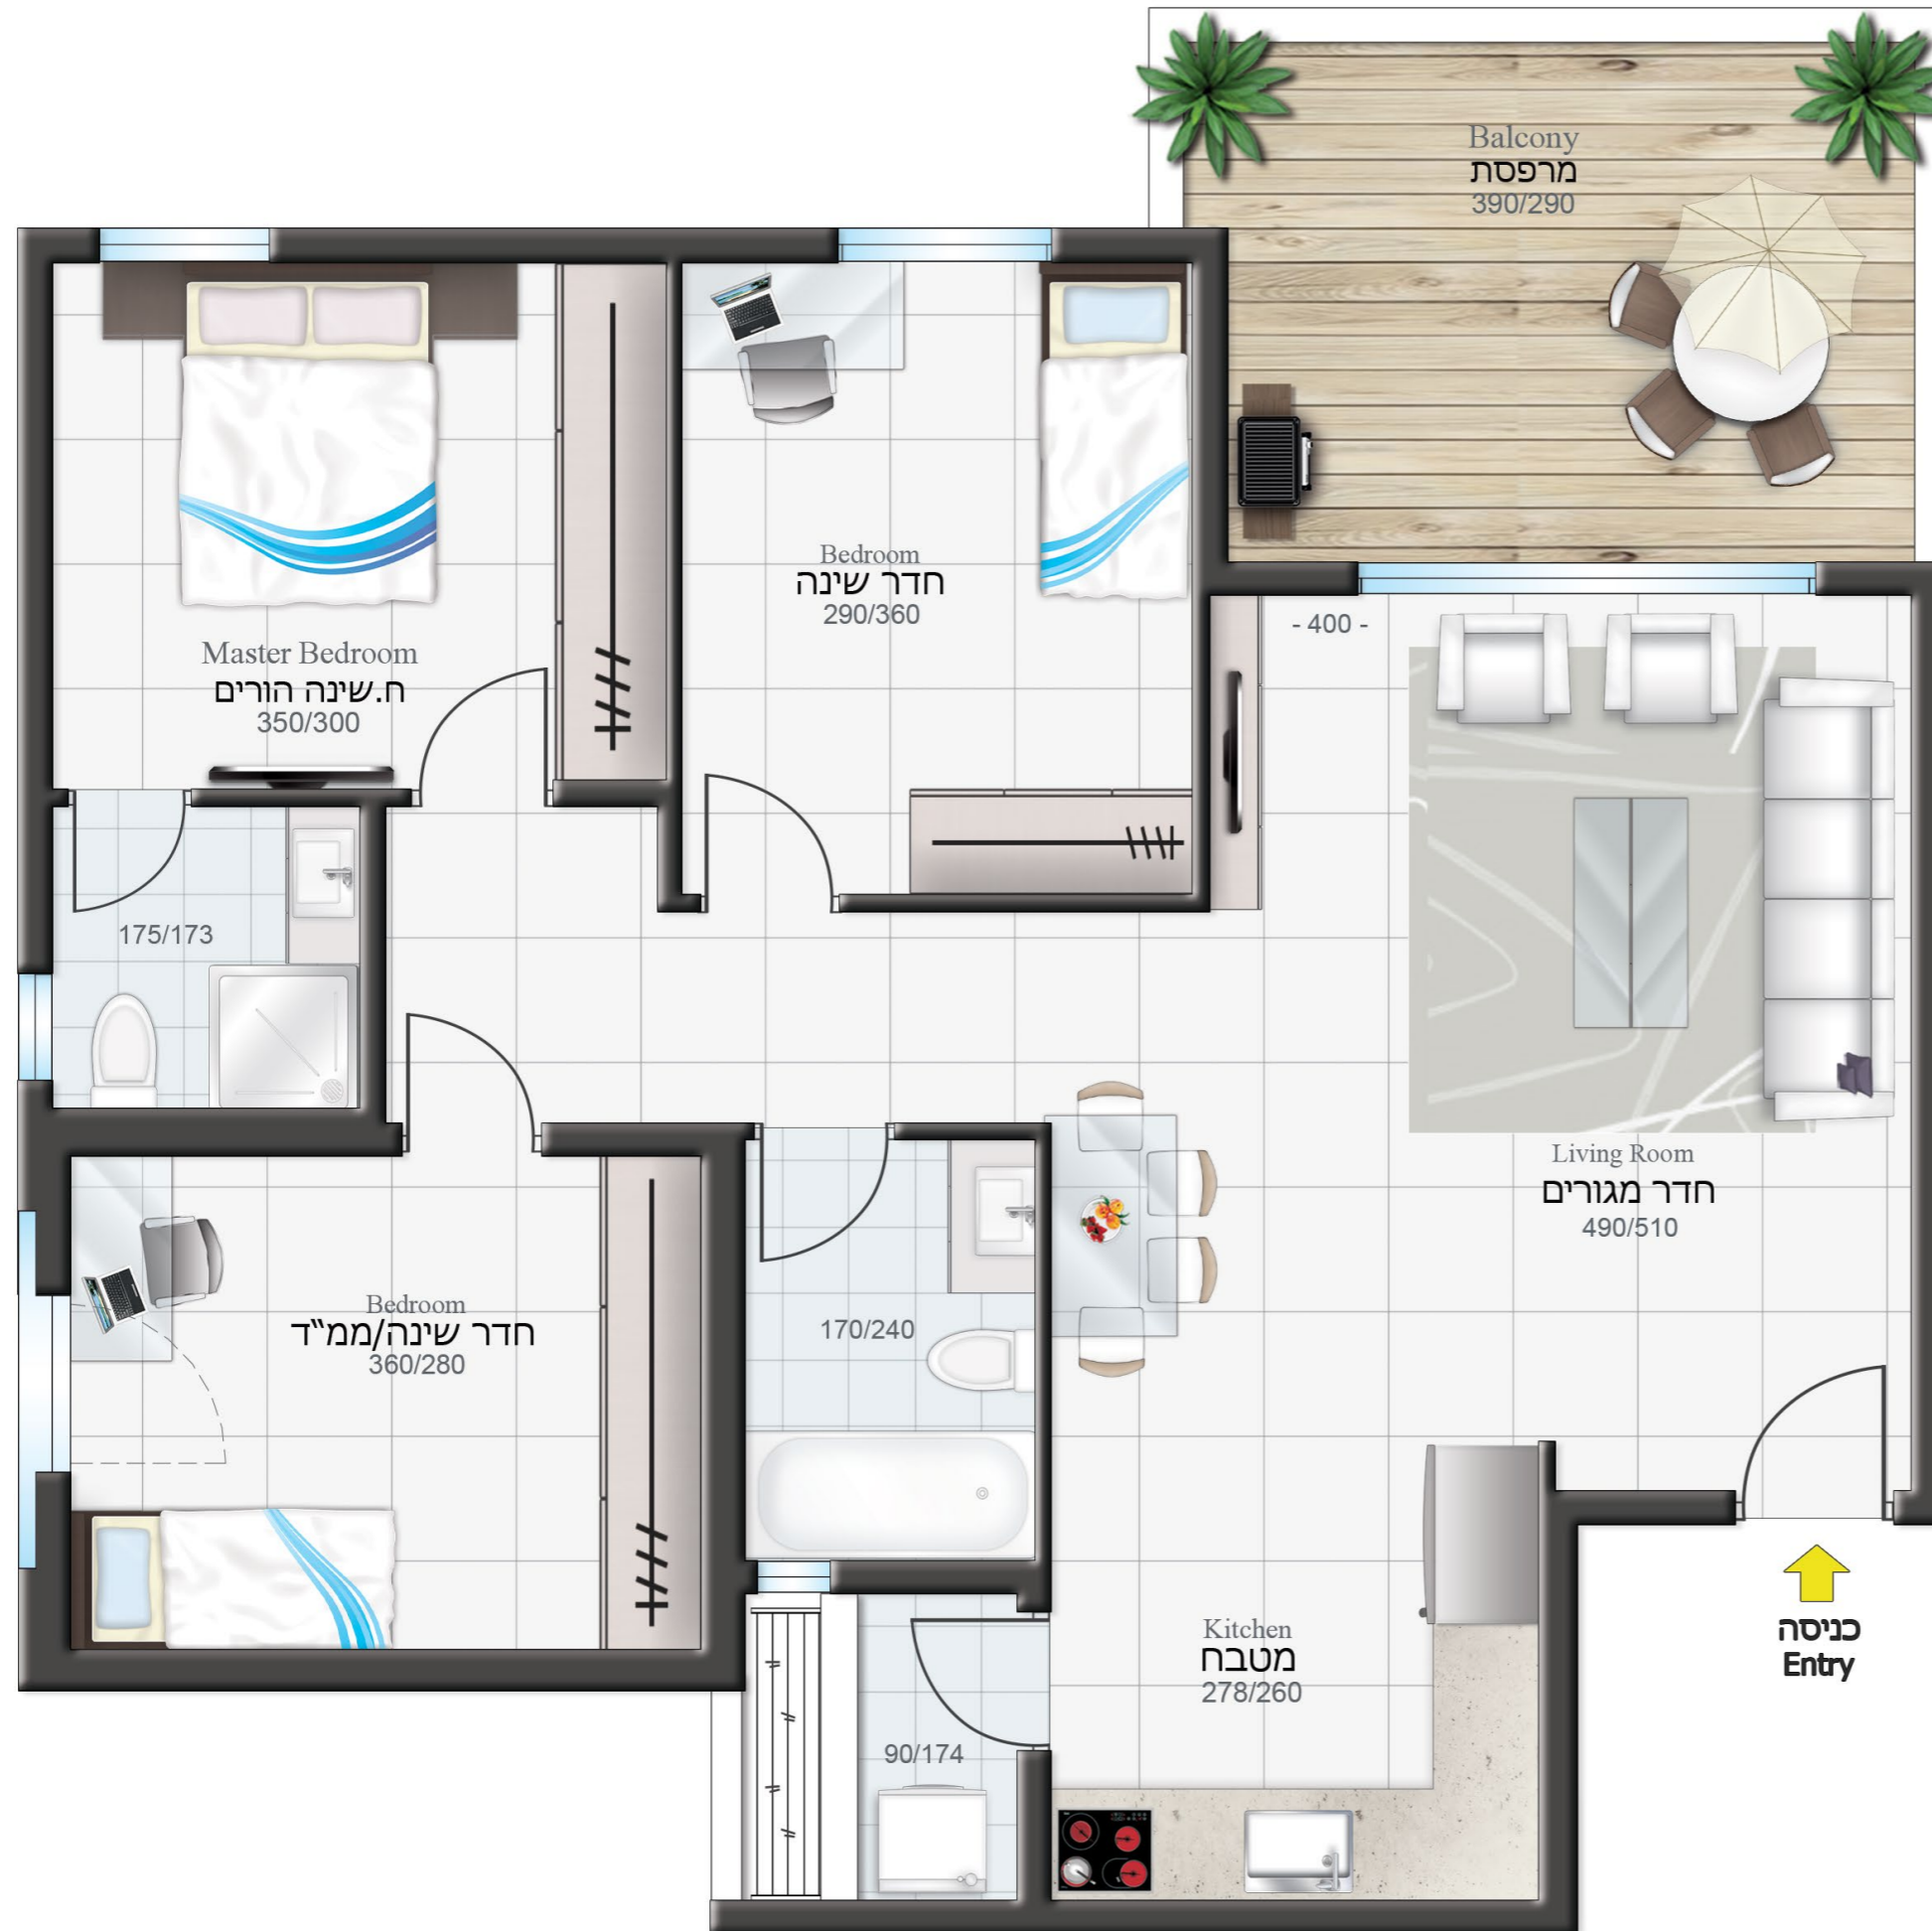 Balcony
מרפסת
390/290
Bedroom
חדר שינה
290/360
- 400 -
Master Bedroom
ח.שינה הורים
350/300
175/173
Living Room
חדר מגורים
490/510
Bedroom
חדר שינה/ממ"ד
360/280
170/240
Kitchen
מטבח
278/260
כניסה
Entry
90/174